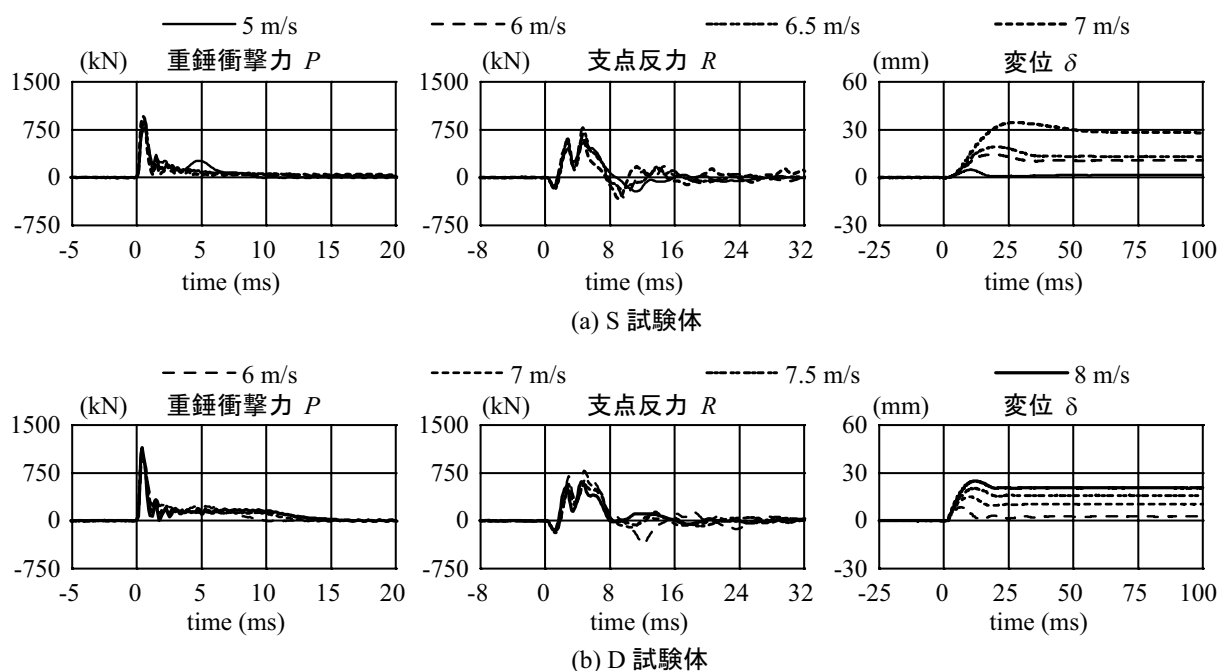 5 m/s 6 m/s 6.5 m/s 7 m/s
(kN) 重錘衝撃力 P (kN) 支点反力 R (mm) 変位 δ
1500 1500 60
750 750 30
0 0 0
-750 -750 -30
-5 0 5 10 15 20 -8 0 8 16 24 32 -25 0 25 50 75 100
time (ms) time (ms) time (ms)
(a) S 試験体
6 m/s 7 m/s 7.5 m/s 8 m/s
(kN) 重錘衝撃力 P (kN) 支点反力 R (mm) 変位 δ
1500 1500 60
750 750 30
0 0 0
-750 -750 -30
-5 0 5 10 15 20 -8 0 8 16 24 32 -25 0 25 50 75 100
time (ms) time (ms) time (ms)
(b) D 試験体